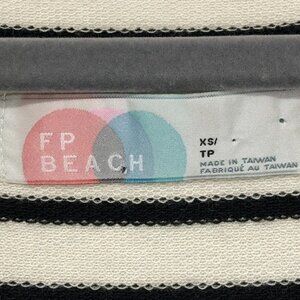 FP
BEACH
XS/
TP
MADE IN TAIWAN
FABRIQUÉ AU TAIWAN